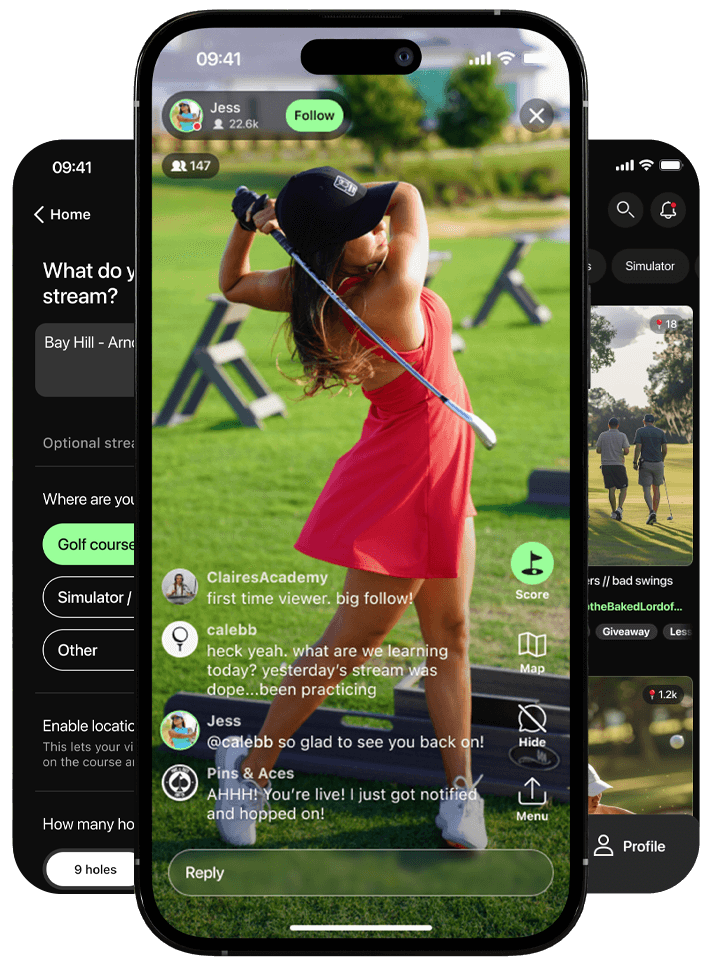 09:41
Jess
22.6k
Follow
147
ClairesAcademy
first time viewer. big follow!
calebb
heck yeah. what are we learning
today? yesterday's stream was
dope...been practicing
Jess
@calebb so glad to see you back on!
Pins & Aces
AHHH! You're live! I just got notified
and hopped on!
Score
Map
Hide
Menu
Reply
09:41
Home
What do y
stream?
Bay Hill - Arno
Optional strea
Where are you
Golf course
Simulator /
Other
Enable locatio
This lets your vi
on the course an
How many ho
9 holes
s
Simulator
18
ers // bad swings
otheBakedLordof...
Giveaway
Less
1.2k
Profile